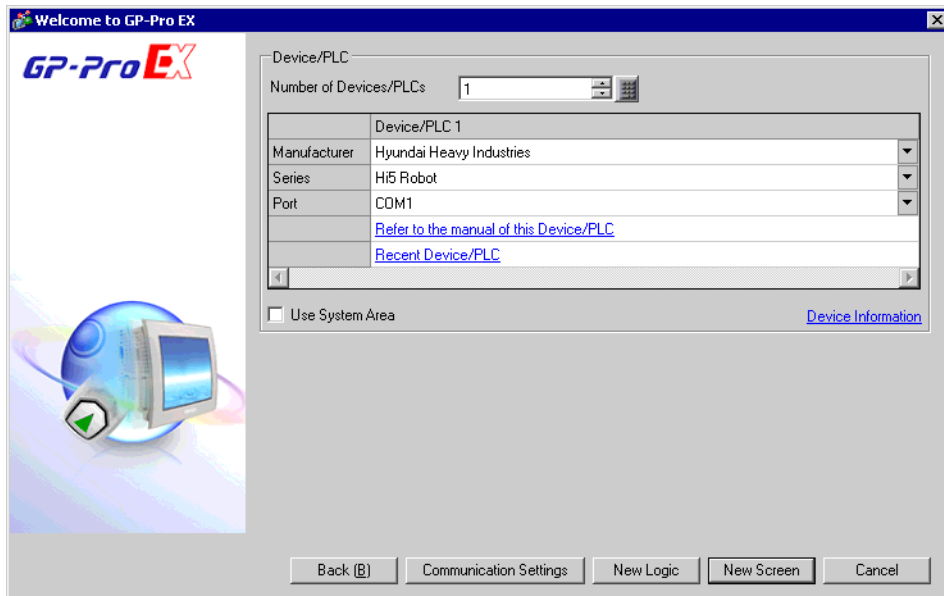 Welcome to GP-Pro EX
GP-Pro EX
Device/PLC
Number of Devices/PLCs 1
Device/PLC 1
Manufacturer Hyundai Heavy Industries
Series Hi5 Robot
Port COM1
Refer to the manual of this Device/PLC
Recent Device/PLC
Use System Area Device Information
Back (B) Communication Settings New Logic New Screen Cancel